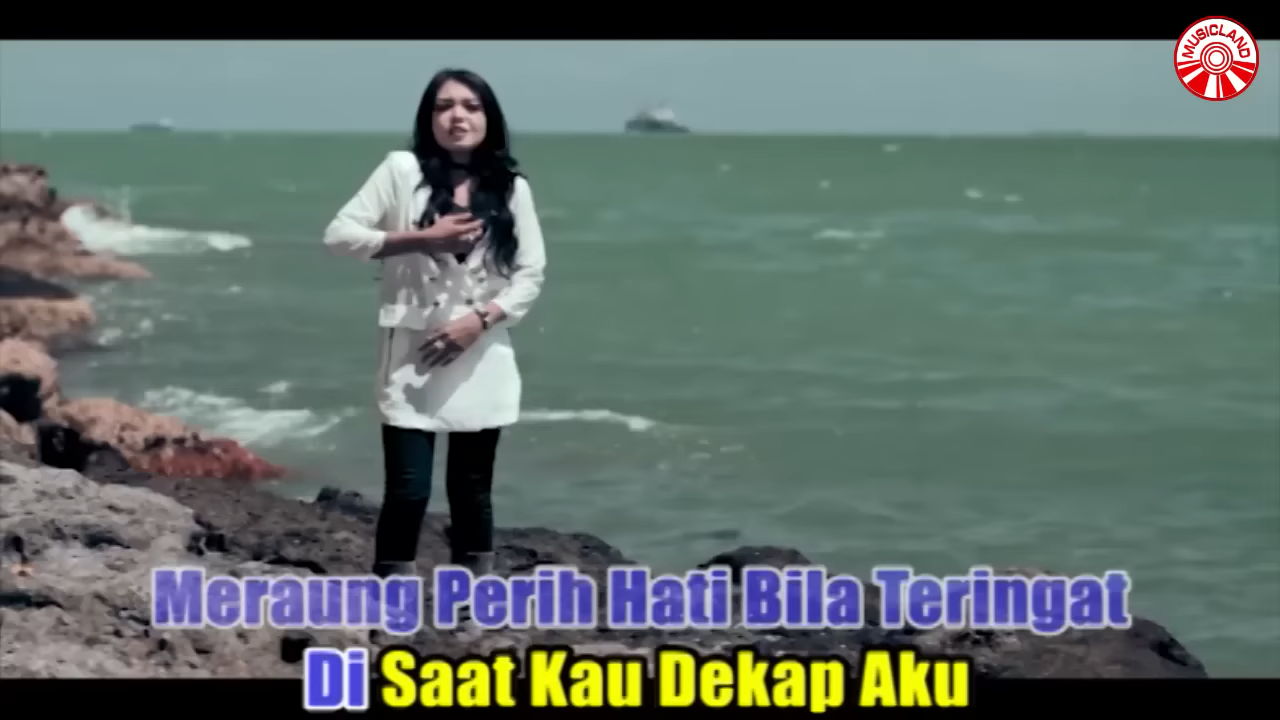 MUSICLAND
Meraung Perih Hati Bila Teringat
Di Saat Kau Dekap Aku